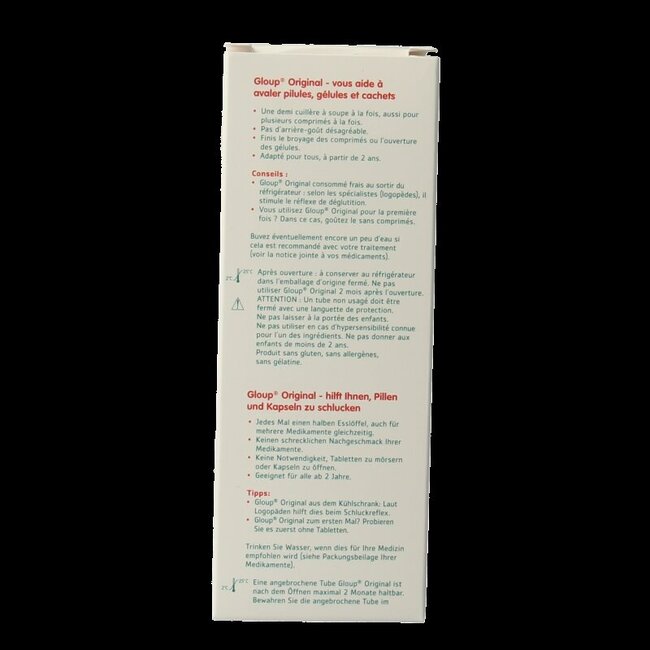 Gloup® Original - vous aide à
avaler pilules, gélules et cachets
• Une demi cuillère à soupe à la fois, aussi pour
plusieurs comprimés à la fois.
• Pas d'arrière-goût désagréable.
• Finis le broyage des comprimés ou l'ouverture
des gélules.
• Adapté pour tous, à partir de 2 ans.
Conseils :
• Gloup® Original consommé frais au sortir du
réfrigérateur : selon les spécialistes (logopèdes), il
stimule le réflexe de déglutition.
• Vous utilisez Gloup® Original pour la première
fois ? Dans ce cas, goûtez le sans comprimés.
Buvez éventuellement encore un peu d'eau si
cela est recommandé avec votre traitement
(voir la notice jointe à vos médicaments).
2°C 25°C Après ouverture : à conserver au réfrigérateur
dans l'emballage d'origine fermé. Ne pas
utiliser Gloup® Original 2 mois après l'ouverture.
ATTENTION : Un tube non usagé doit être
fermé avec une languette de protection.
Ne pas laisser à la portée des enfants.
Ne pas utiliser en cas d'hypersensibilité connue
pour l'un des ingrédients. Ne pas donner aux
enfants de moins de 2 ans.
Produit sans gluten, sans allergènes,
sans gélatine.
Gloup® Original - hilft Ihnen, Pillen
und Kapseln zu schlucken
• Jedes Mal einen halben Esslöffel, auch für
mehrere Medikamente gleichzeitig.
• Keinen schrecklichen Nachgeschmack Ihrer
Medikamente.
• Keine Notwendigkeit, Tabletten zu mörsern
oder Kapseln zu öffnen.
• Geeignet für alle ab 2 Jahre.
Tipps:
• Gloup® Original aus dem Kühlschrank: Laut
Logopäden hilft dies beim Schluckreflex.
• Gloup® Original zum ersten Mal? Probieren
Sie es zuerst ohne Tabletten.
Trinken Sie Wasser, wenn dies für Ihre Medizin
empfohlen wird (siehe Packungsbeilage Ihrer
Medikamente).
2°C 25°C Eine angebrochene Tube Gloup® Original ist
nach dem Öffnen maximal 2 Monate haltbar.
Bewahren Sie die angebrochene Tube im